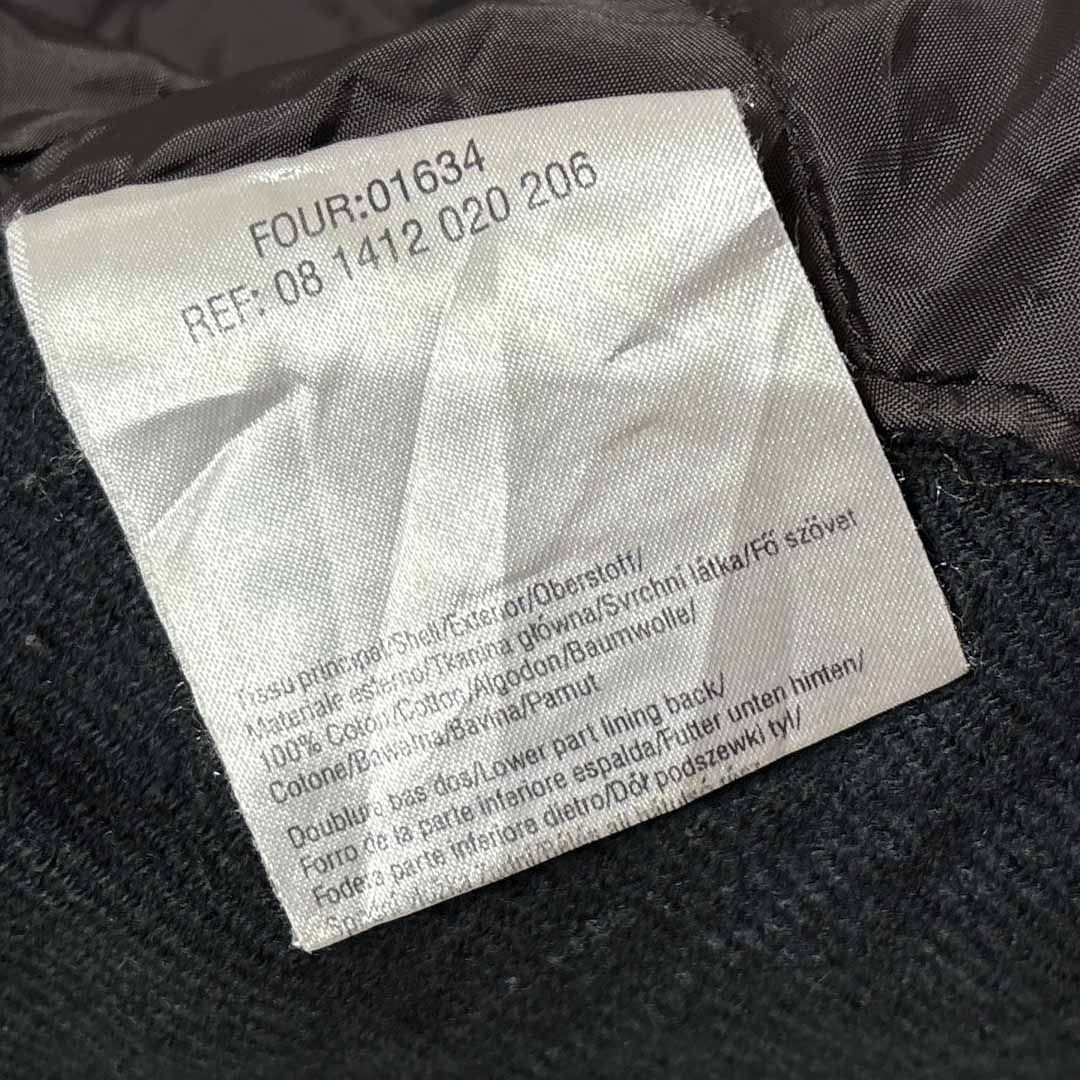 FOUR:01634
REF: 08 1412 020 206
Tissu principal/Shell/Exterior/Oberstoff/
Materiale esterno/Tkanina główna/Svrchní látka/Fő szövet
100% Coton/Cotton/Algodon/Baumwolle/
Cotone/Bawełna/Bavlna/Pamut
Doublure bas dos/Lower part lining back/
Forro de la parte inferiore espalda/Futter unten hinten/
Fodera parte inferiore dietro/Dół podszewki tył/